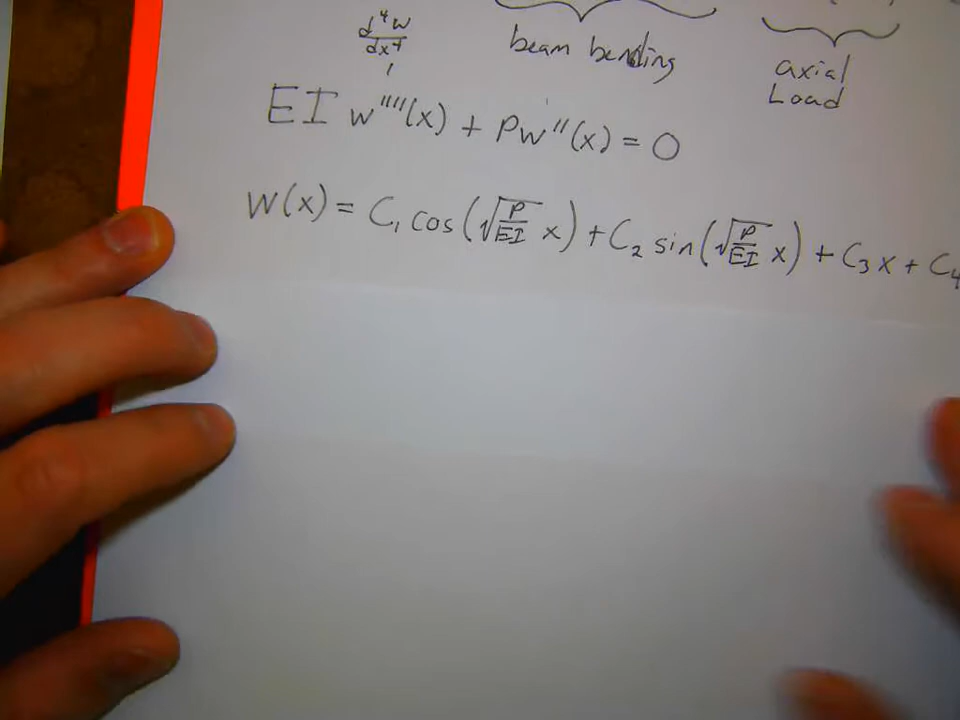 d⁴w
dx⁴
beam bending
axial
Load
EI w''''(x) + Pw''(x) = 0
W(x) = C₁ cos(√(P/EI) x) + C₂ sin(√(P/EI) x) + C₃x + C₄